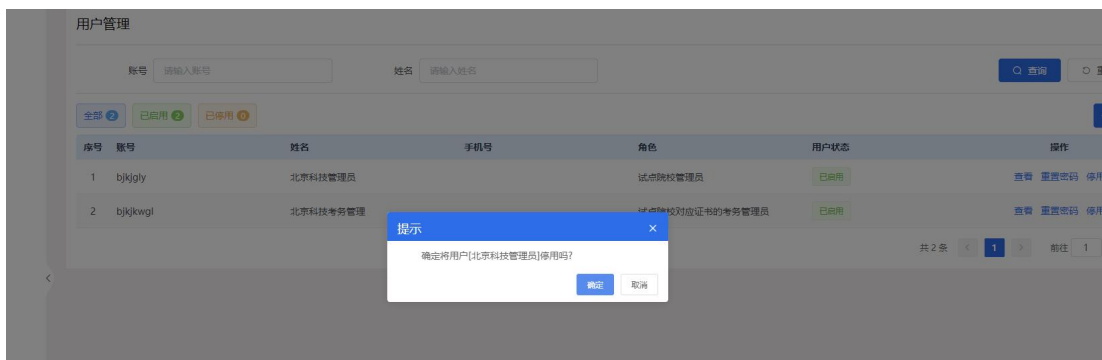 用户管理
账号 请输入账号 姓名 请输入姓名 查询
全部 2 已启用 2 已停用 0
序号 账号 姓名 手机号 角色 用户状态 操作
1 bjkjgly 北京科技管理员 试点院校管理员 已启用 查看 重置密码 停用
2 bjkjkwgl 北京科技考务管理 试点院校对应证书的考务管理员 已启用 查看 重置密码 停用
提示
确定将用户[北京科技管理员]停用吗?
确定 取消
共2条 1 前往 1